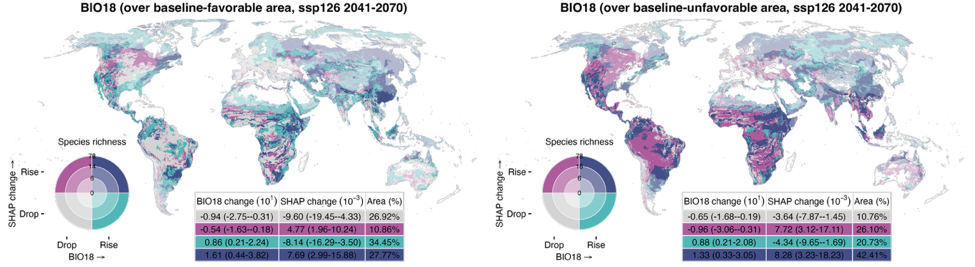 BIO18 (over baseline-favorable area, ssp126 2041-2070)
Species richness
28
14
6
0
SHAP change →
Rise
Drop
Drop
Rise
BIO18 →
BIO18 change (10¹) SHAP change (10⁻³) Area (%)
-0.94 (-2.75--0.31) -9.60 (-19.45--4.33) 26.92%
-0.54 (-1.63--0.18) 4.77 (1.96-10.24) 10.86%
0.86 (0.21-2.24) -8.14 (-16.29--3.50) 34.45%
1.61 (0.44-3.82) 7.69 (2.99-15.88) 27.77%
BIO18 (over baseline-unfavorable area, ssp126 2041-2070)
Species richness
0
SHAP change →
Rise
Drop
Drop
Rise
BIO18 →
BIO18 change (10¹) SHAP change (10⁻³) Area (%)
-0.65 (-1.68--0.19) -3.64 (-7.87--1.45) 10.76%
-0.96 (-3.06--0.31) 7.72 (3.12-17.11) 26.10%
0.88 (0.21-2.08) -4.34 (-9.65--1.69) 20.73%
1.33 (0.33-3.05) 8.28 (3.23-18.23) 42.41%